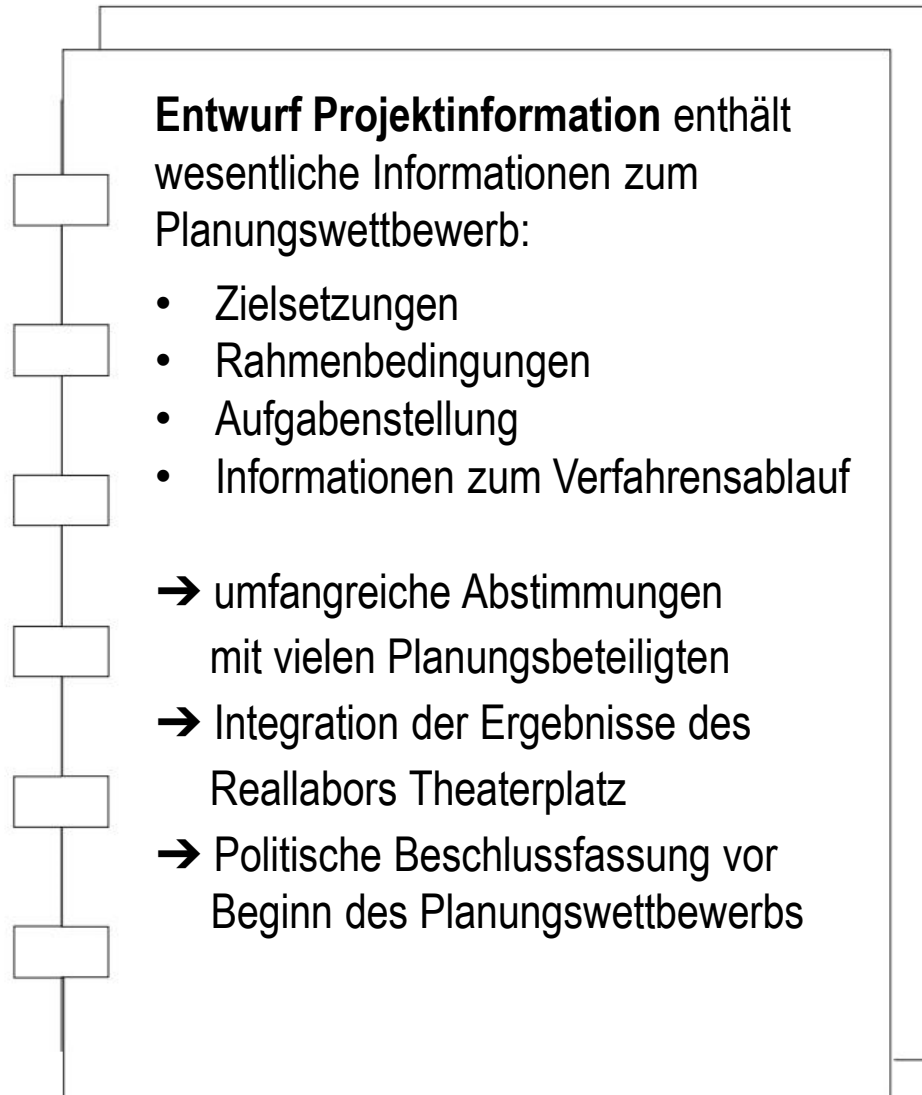 Entwurf Projektinformation enthält
wesentliche Informationen zum
Planungswettbewerb:
• Zielsetzungen
• Rahmenbedingungen
• Aufgabenstellung
• Informationen zum Verfahrensablauf
➔ umfangreiche Abstimmungen
mit vielen Planungsbeteiligten
➔ Integration der Ergebnisse des
Reallabors Theaterplatz
➔ Politische Beschlussfassung vor
Beginn des Planungswettbewerbs